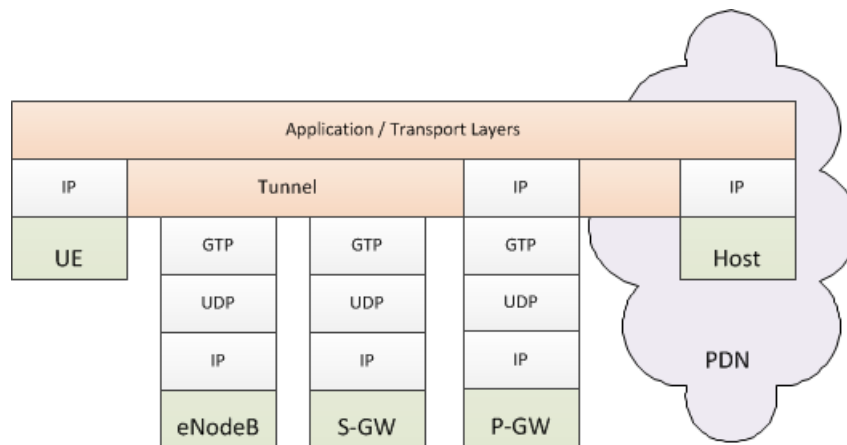 Application / Transport Layers
IP
Tunnel
IP
IP
UE
GTP
GTP
GTP
Host
UDP
UDP
UDP
IP
IP
IP
PDN
eNodeB
S-GW
P-GW